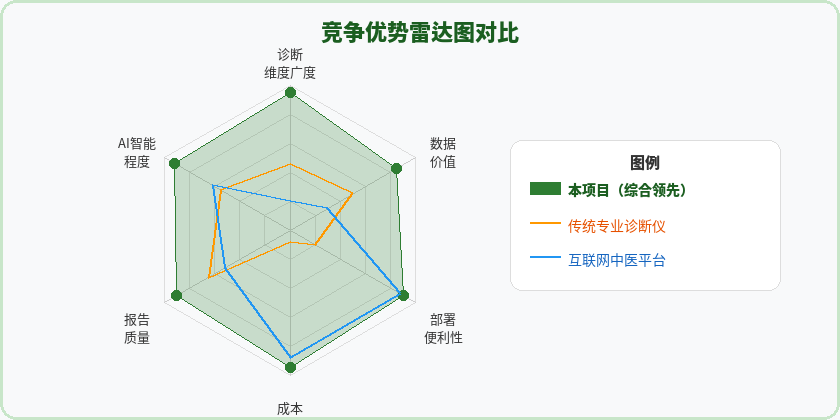 竞争优势雷达图对比
诊断
维度广度
AI智能
程度
数据
价值
报告
质量
部署
便利性
成本
图例
本项目（综合领先）
传统专业诊断仪
互联网中医平台